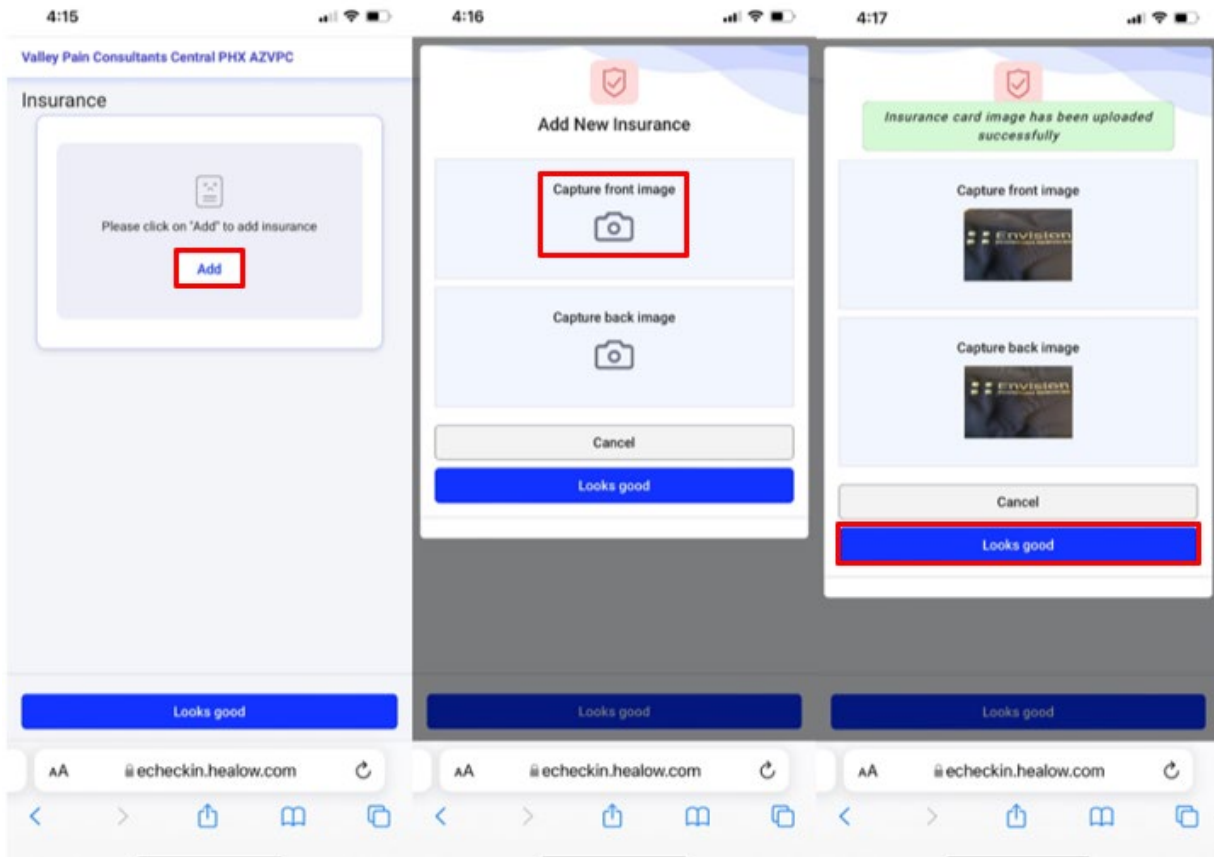 4:15
Valley Pain Consultants Central PHX AZVPC
Insurance
Please click on "Add" to add insurance
Add
Looks good
AA
echeckin.healow.com
4:16
Add New Insurance
Capture front image
Capture back image
Cancel
Looks good
Looks good
AA
echeckin.healow.com
4:17
Insurance card image has been uploaded
successfully
Capture front image
Envision
Capture back image
Envision
Cancel
Looks good
Looks good
AA
echeckin.healow.com